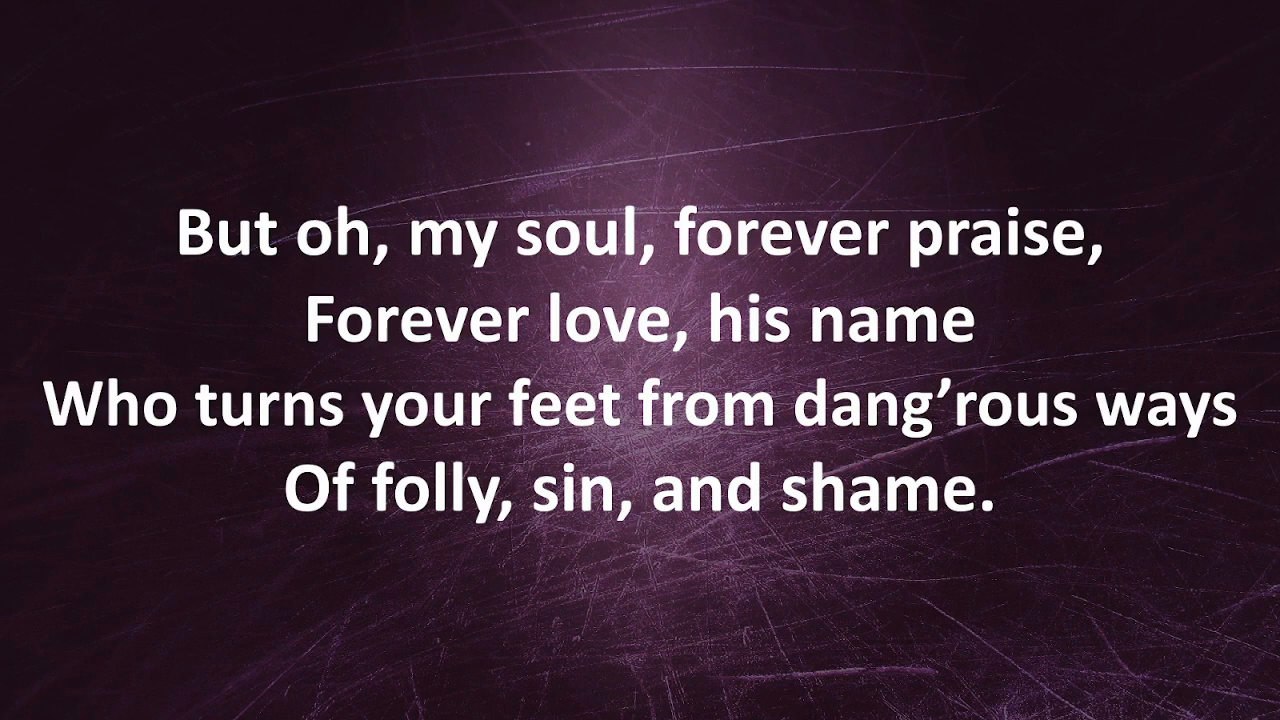 But oh, my soul, forever praise,
Forever love, his name
Who turns your feet from dang’rous ways
Of folly, sin, and shame.